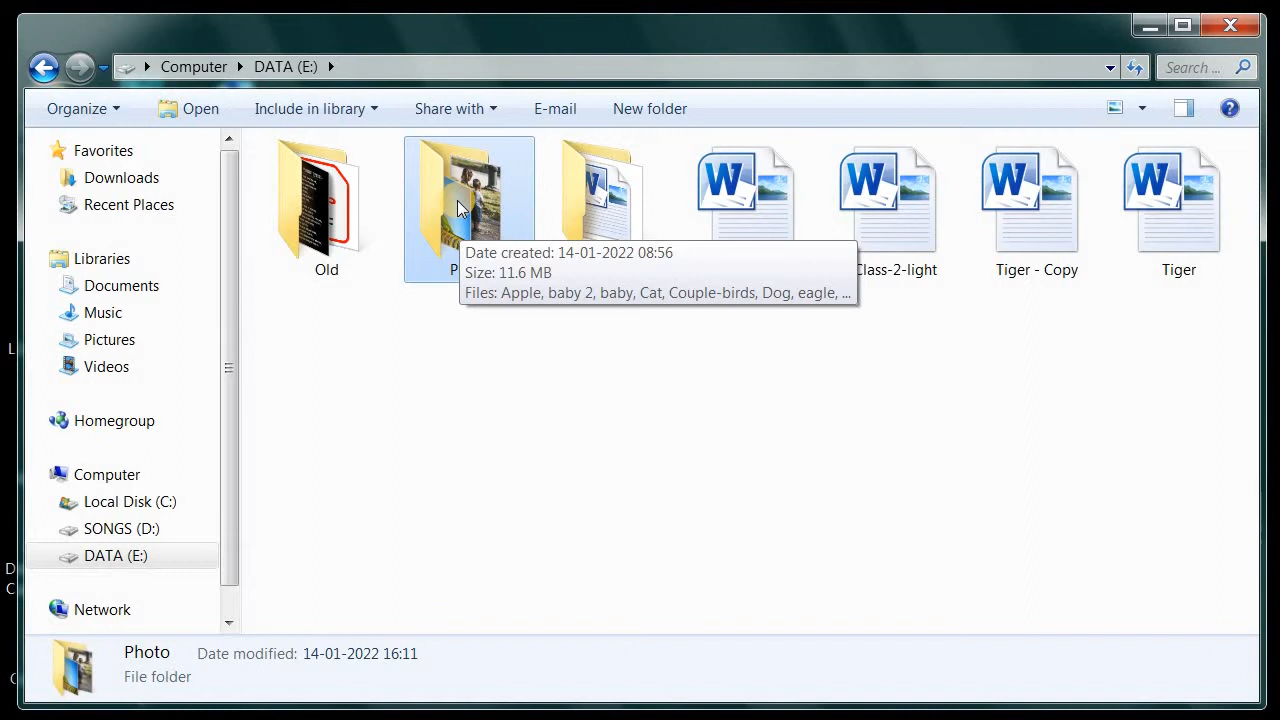 Computer DATA (E:)
Search ...
Organize Open Include in library Share with E-mail New folder
Favorites
Downloads
Recent Places
Libraries
Documents
Music
Pictures
Videos
Homegroup
Computer
Local Disk (C:)
SONGS (D:)
DATA (E:)
Network
Old
P
Class-2-light
Tiger - Copy
Tiger
Date created: 14-01-2022 08:56
Size: 11.6 MB
Files: Apple, baby 2, baby, Cat, Couple-birds, Dog, eagle, ...
Photo Date modified: 14-01-2022 16:11
File folder
L
D
C